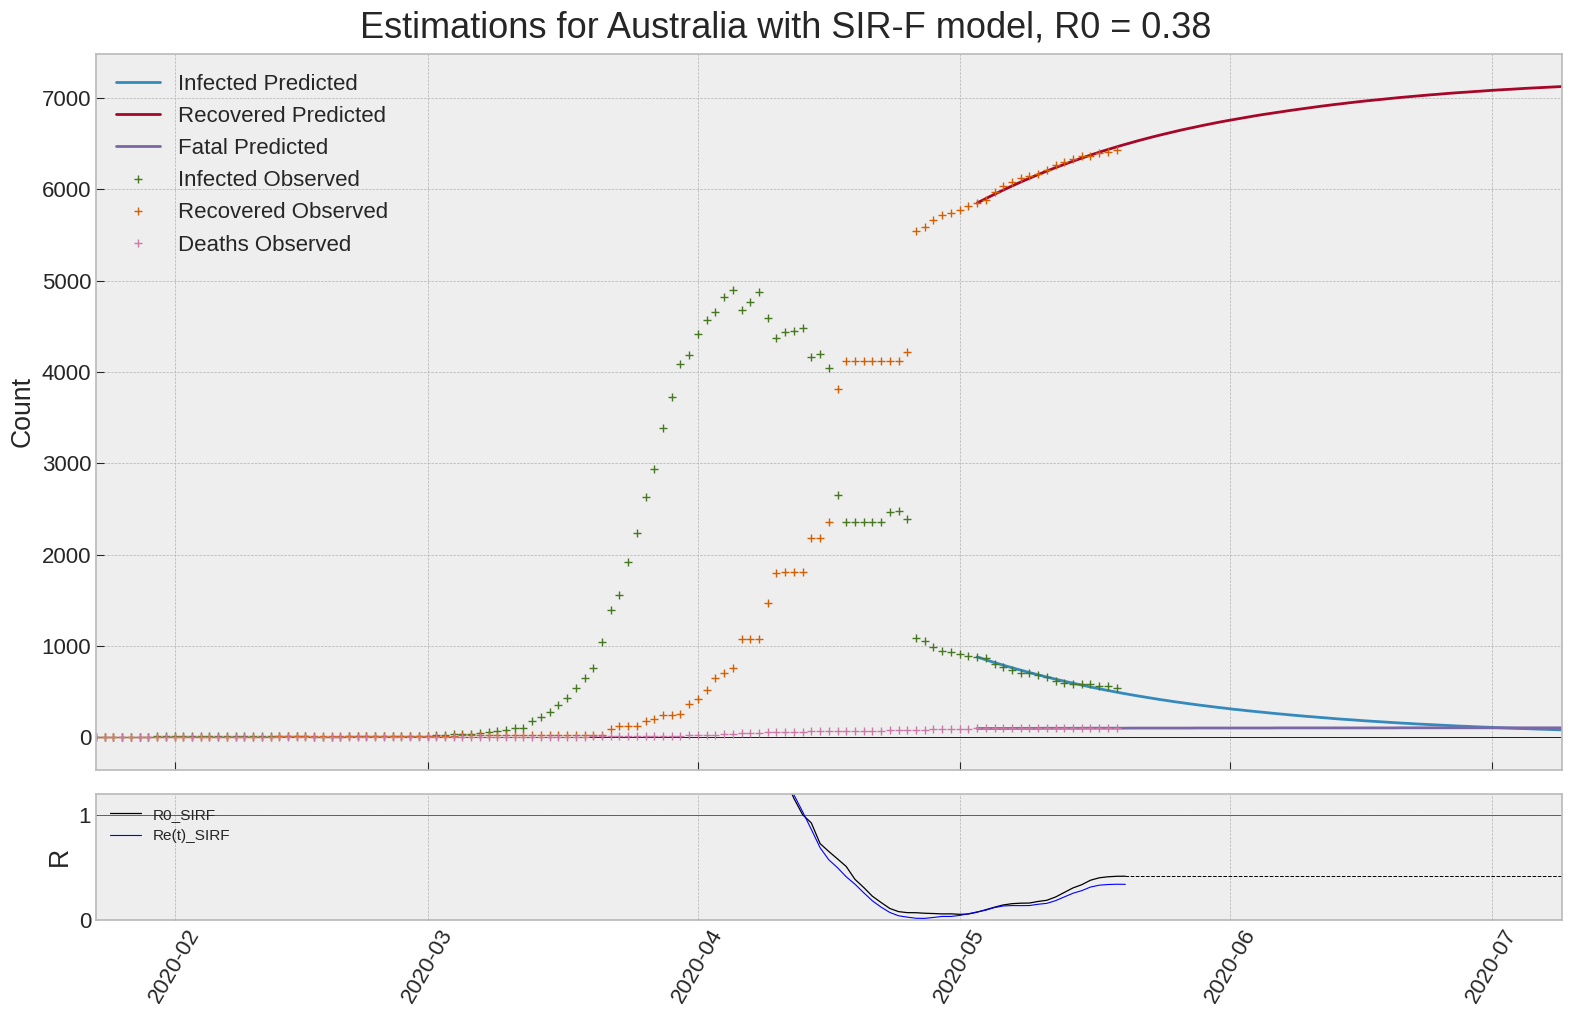 Estimations for Australia with SIR-F model, R0 = 0.38
Infected Predicted
Recovered Predicted
Fatal Predicted
Infected Observed
Recovered Observed
Deaths Observed
7000
6000
5000
4000
3000
2000
1000
0
Count
R0_SIRF
Re(t)_SIRF
1
0
R
2020-02
2020-03
2020-04
2020-05
2020-06
2020-07